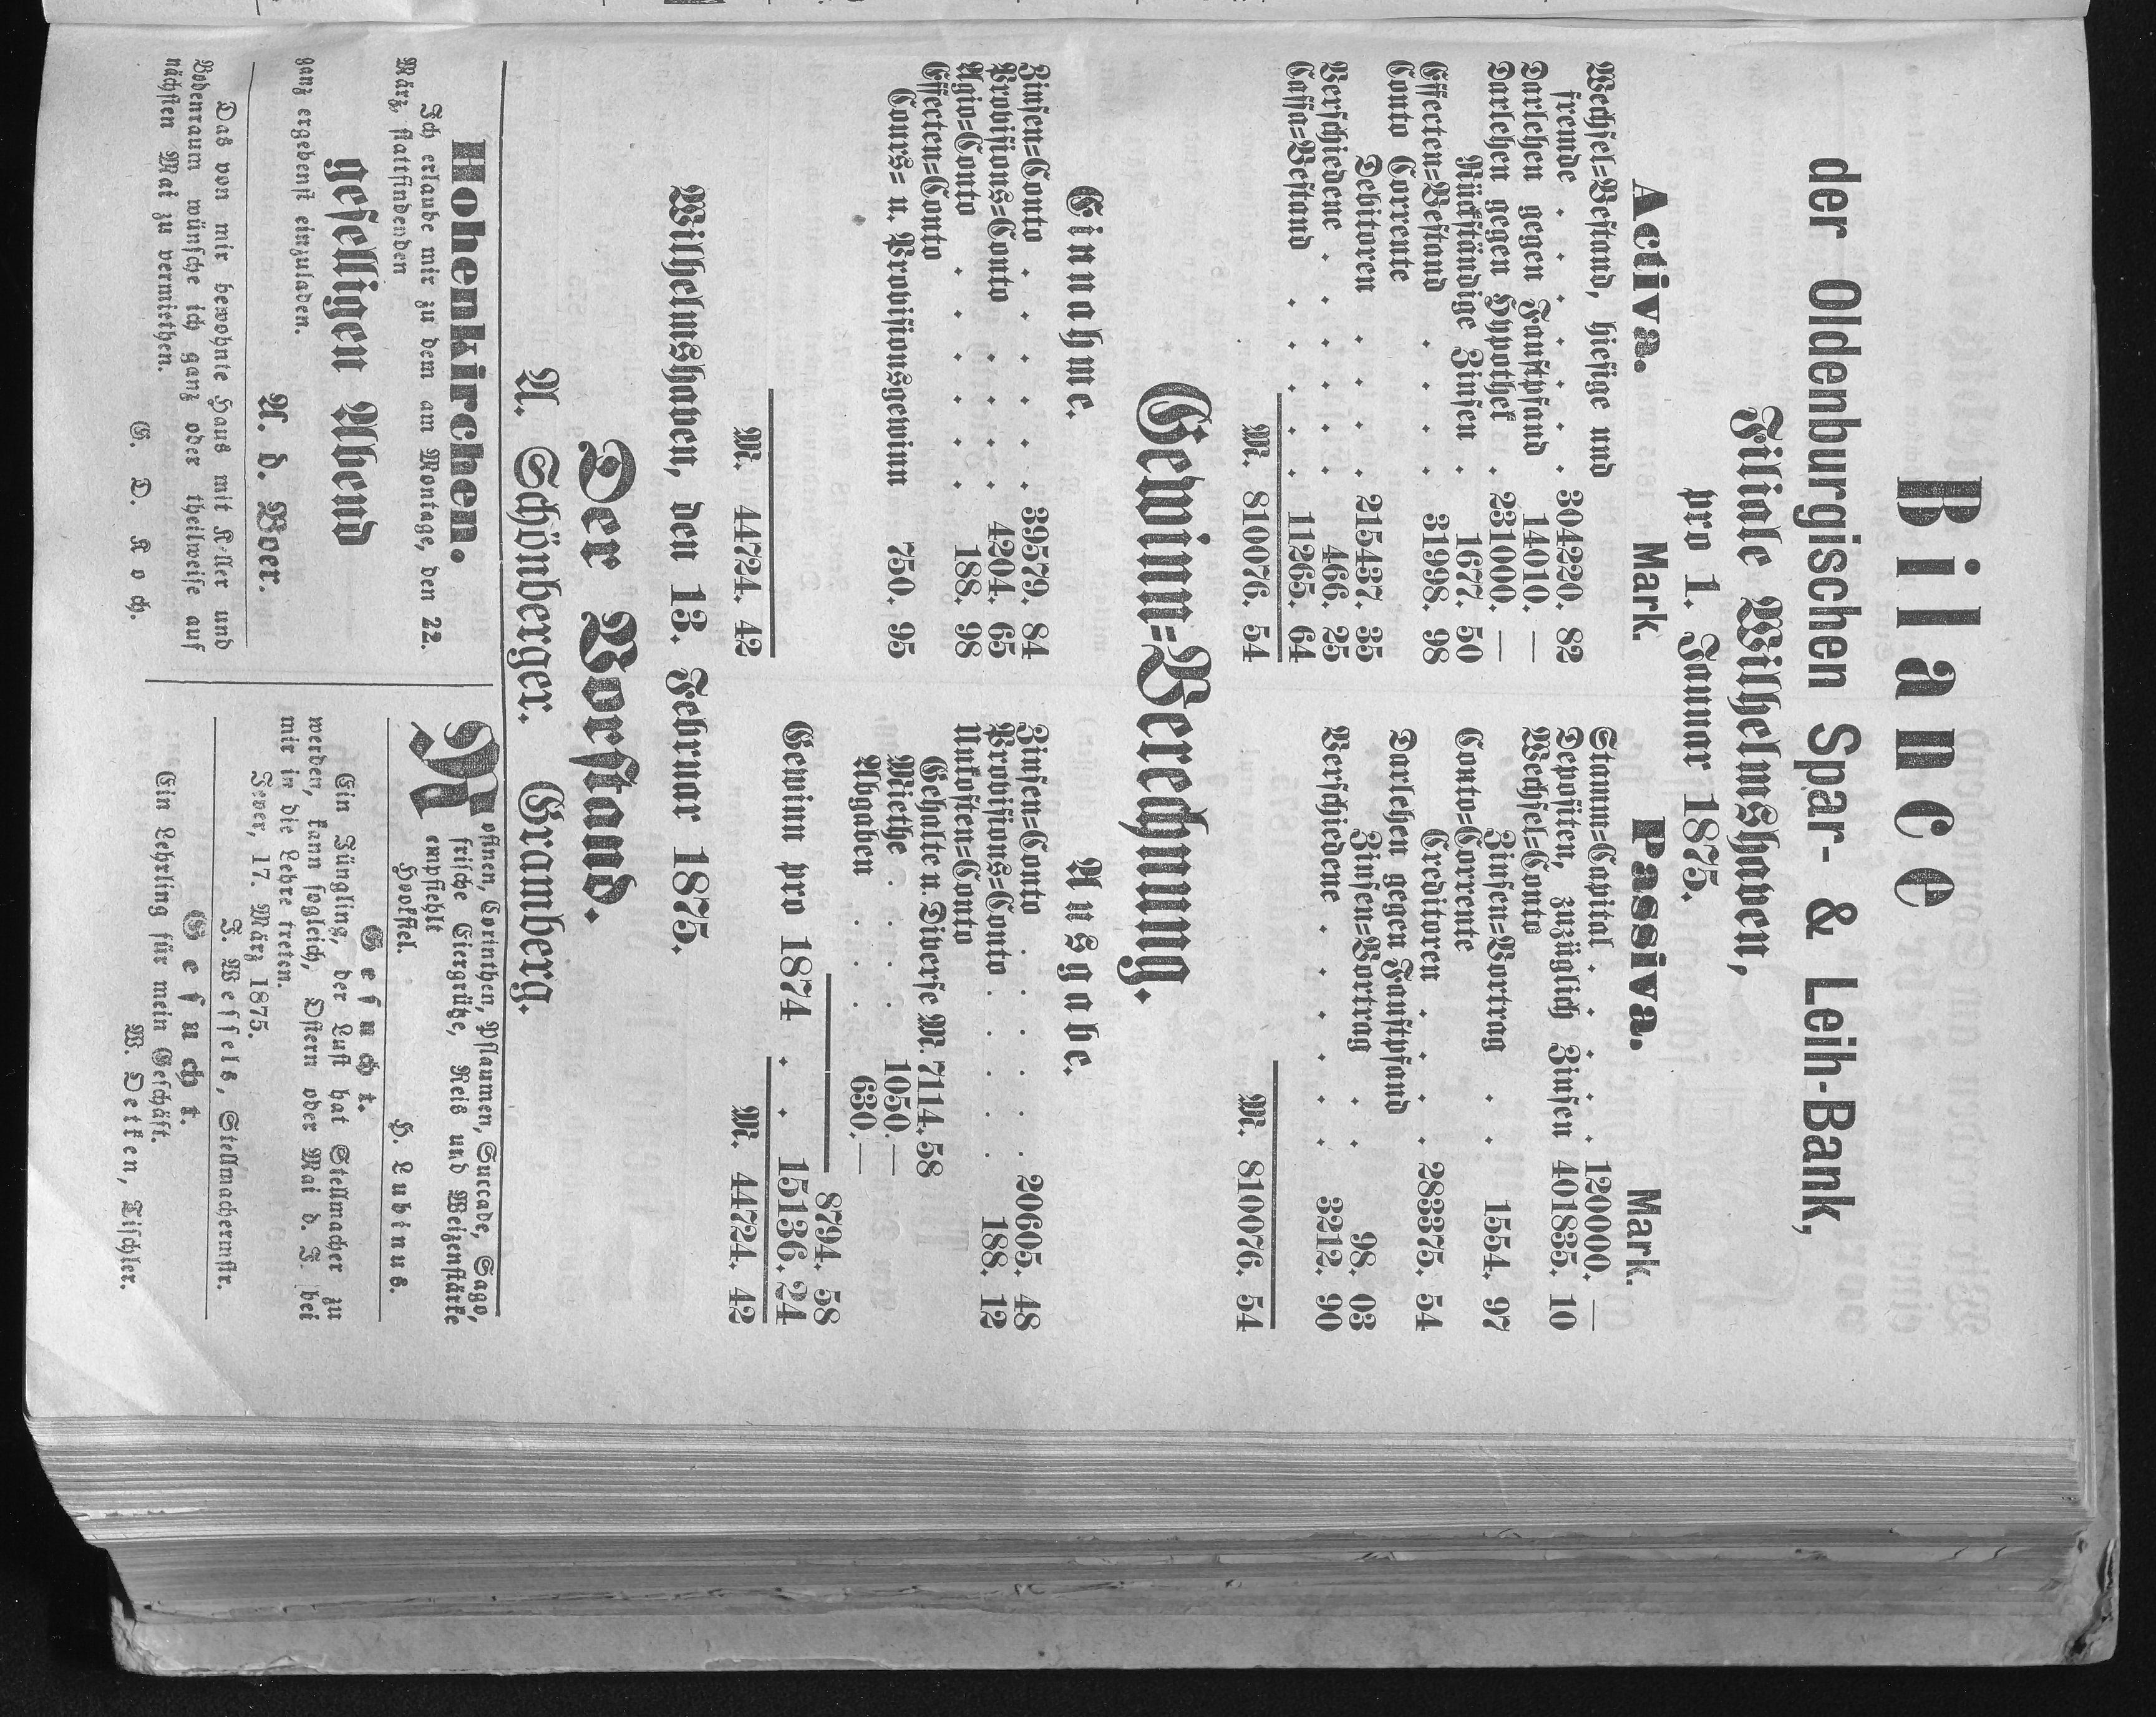 Bilance
der Oldenburgischen Spar- & Leih-Bank,
Filiale Wilhelmshaven,
pro 1. Januar 1875.
Activa. Mark.
Wechsel=Bestand, hiesige und
fremde . . . . . . 304220. 82
Darlehen gegen Faustpfand 14010. —
Darlehen gegen Hypothek . 231000. —
Rückständige Zinsen . 1677. 50
Effecten=Bestand . . . . 31998. 98
Conto Corrente
Debitoren . . . . 215437. 35
Verschiedene . . . . . 466. 25
Cassa=Bestand . . . . 11265. 64
M. 810076. 54
Passiva. Mark.
Stamm=Capital . . . . . 120000. —
Depositen, zuzüglich Zinsen 401835. 10
Wechsel=Conto
Zinsen=Vortrag . . 1554. 97
Conto=Corrente
Creditoren . . . . 283375. 54
Darlehen gegen Faustpfand
Zinsen=Vortrag . . 98. 03
Verschiedene . . . . . 3212. 90
M. 810076. 54
Gewinn=Berechnung.
Einnahme.
Zinsen=Conto . . . . . 39579. 84
Provisions=Conto . . . . 4204. 65
Agio=Conto . . . . . 188. 98
Effecten=Conto
Cours= u. Provisionsgewinn 750. 95
M. 44724. 42
Ausgabe.
Zinsen=Conto . . . . . 20605. 48
Provisions=Conto . . . . 188. 12
Unkosten=Conto
Gehalte u. Diverse M. 7114. 58
Miethe . . . . 1050. —
Abgaben . . . 630. —
8794. 58
Gewinn pro 1874 . . 15136. 24
M. 44724. 42
Wilhelmshaven, den 13. Februar 1875.
Der Vorstand.
A. Schönberger. Gramberg.
Hohenkirchen.
Ich erlaube mir zu dem am Montage, den 22.
März, stattfindenden
geselligen Abend
ganz ergebenst einzuladen.
A. d. Boer.
Das von mir bewohnte Haus mit Keller und
Bodenraum wünsche ich ganz oder theilweise auf
nächsten Mai zu vermiethen.
G. D. Koch.
Rosinen, Corinthen, Pflaumen, Succade, Sago,
frische Eiergrütze, Reis und Weizenstärke
empfiehlt
Hooksiel. H. Lubinus.
Gesucht.
Ein Jüngling, der Lust hat Stellmacher zu
werden, kann sogleich, Ostern oder Mai d. J. bei
mir in die Lehre treten.
Jever, 17. März 1875.
J. Wessels, Stellmachermstr.
Gesucht.
Ein Lehrling für mein Geschäft.
W. Detken, Tischler.